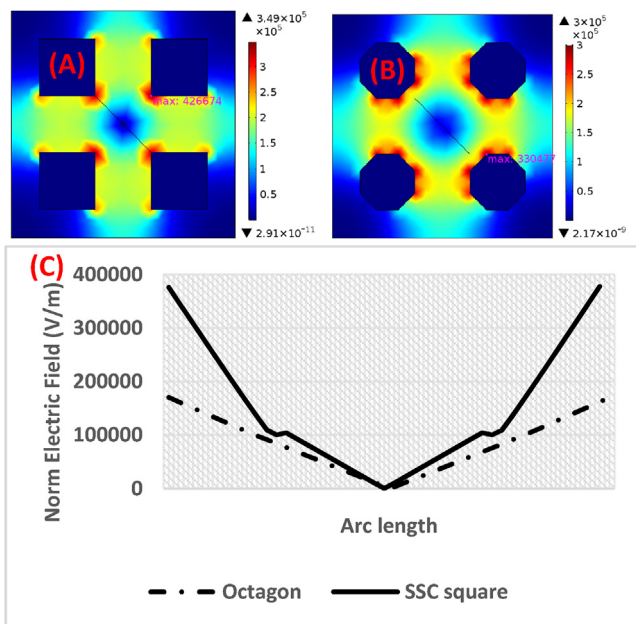 ▲ 3.49×10⁵
×10⁵
(A)
3.5
3
2.5
2
1.5
1
0.5
max: 426674
▼ 2.91×10⁻¹¹
▲ 3×10⁵
×10⁵
(B)
3
2.5
2
1.5
1
0.5
max: 330477
▼ 2.17×10⁻⁹
(C)
Norm Electric Field (V/m)
400000
300000
200000
100000
0
Arc length
Octagon
SSC square